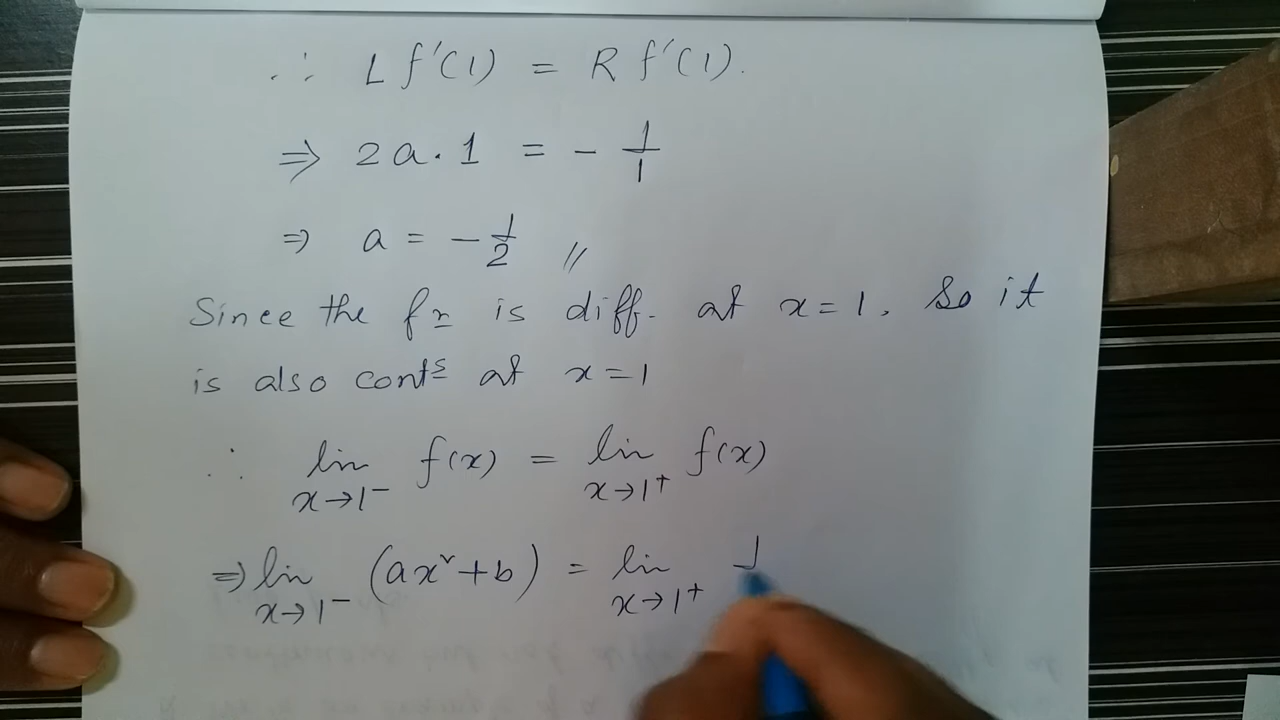 ∴ L f'(1) = R f'(1).
⇒ 2a · 1 = - 1/1
⇒ a = - 1/2 //
Since the fn is diff. at x = 1. So it
is also conts at x = 1
∴ lim x→1⁻ f(x) = lim x→1⁺ f(x)
⇒ lim x→1⁻ (ax² + b) = lim x→1⁺ 1